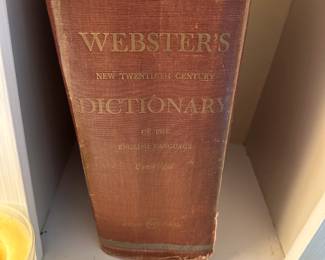 WEBSTER'S
NEW TWENTIETH CENTURY
DICTIONARY
OF THE
ENGLISH LANGUAGE